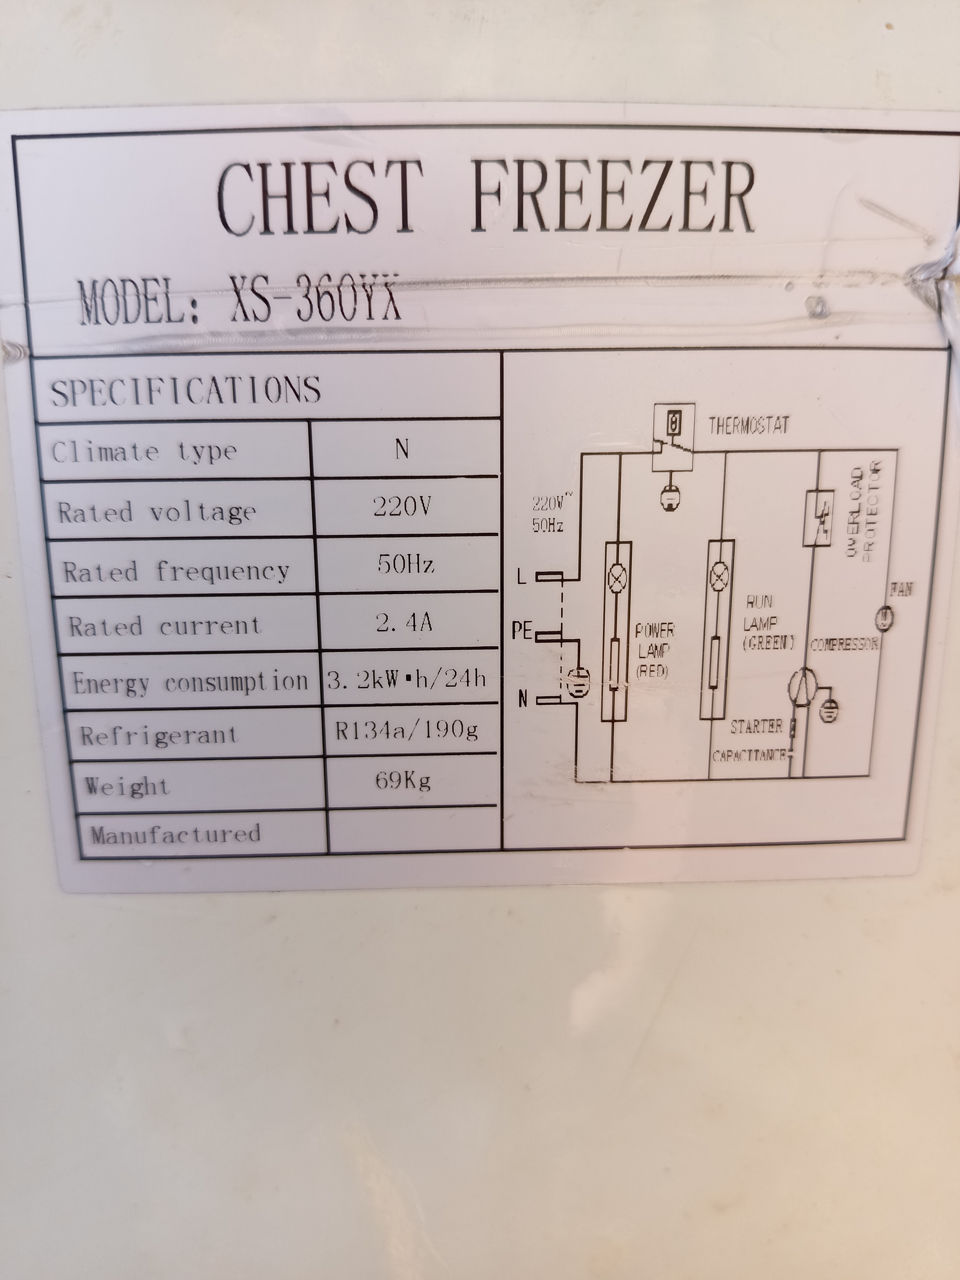 CHEST FREEZER
MODEL: XS-360YX
SPECIFICATIONS
Climate type N
Rated voltage 220V
Rated frequency 50Hz
Rated current 2.4A
Energy consumption 3.2kW•h/24h
Refrigerant R134a/190g
Weight 69Kg
Manufactured
THERMOSTAT
220V~
50Hz
L
PE
N
POWER
LAMP
(RED)
RUN
LAMP
(GREEN)
OVERLOAD
PROTECTOR
FAN
M
COMPRESSOR
STARTER
CAPACITANCE